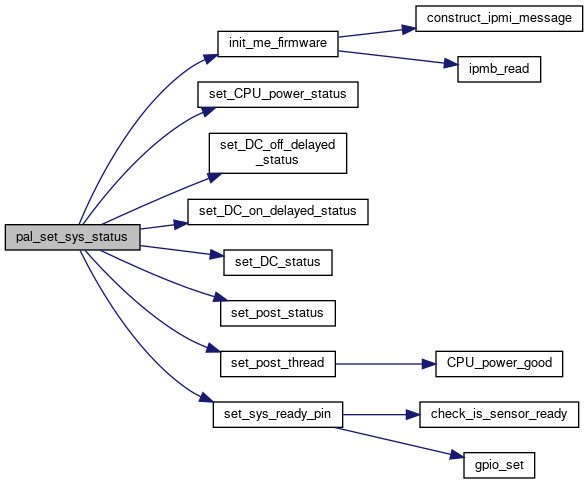 construct_ipmi_message
init_me_firmware
ipmb_read
set_CPU_power_status
set_DC_off_delayed
_status
set_DC_on_delayed_status
pal_set_sys_status
set_DC_status
set_post_status
set_post_thread
CPU_power_good
set_sys_ready_pin
check_is_sensor_ready
gpio_set